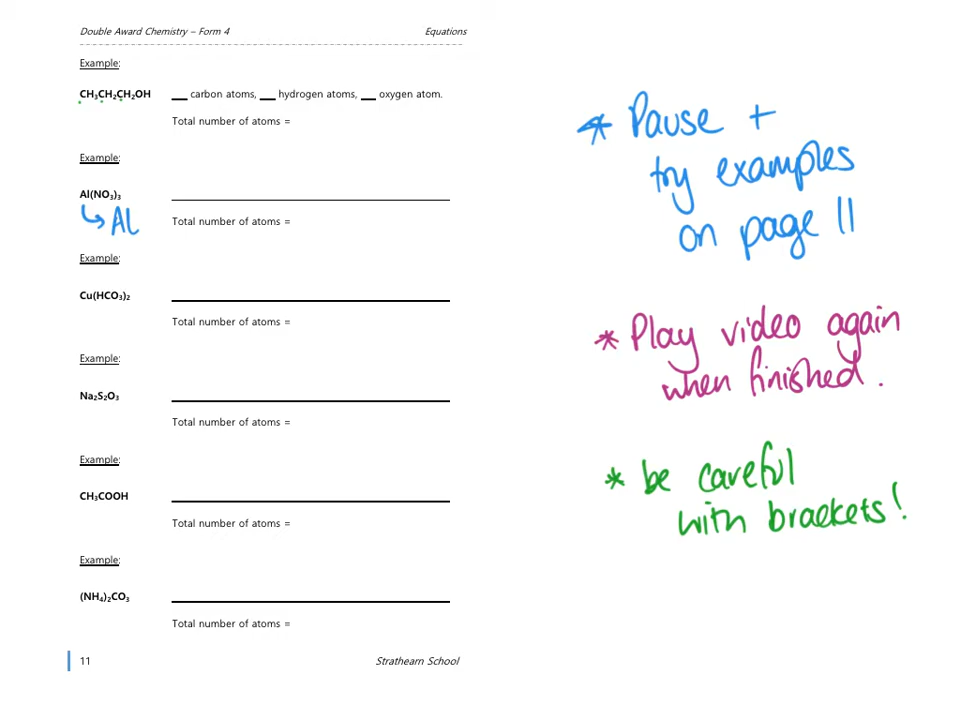 Double Award Chemistry – Form 4 Equations
Example:
CH₃CH₂CH₂OH ___ carbon atoms, ___ hydrogen atoms, ___ oxygen atom.
Total number of atoms =
Example:
Al(NO₃)₃
↳ Al
Total number of atoms =
Example:
Cu(HCO₃)₂
Total number of atoms =
Example:
Na₂S₂O₃
Total number of atoms =
Example:
CH₃COOH
Total number of atoms =
Example:
(NH₄)₂CO₃
Total number of atoms =
11 Strathearn School
* Pause +
try examples
on page 11
* Play video again
when finished.
* be careful
with brackets!